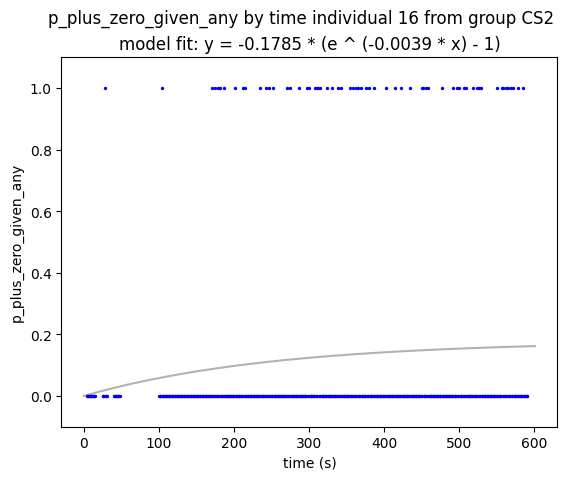 p_plus_zero_given_any by time individual 16 from group CS2
model fit: y = -0.1785 * (e ^ (-0.0039 * x) - 1)
p_plus_zero_given_any
1.0
0.8
0.6
0.4
0.2
0.0
0 100 200 300 400 500 600
time (s)